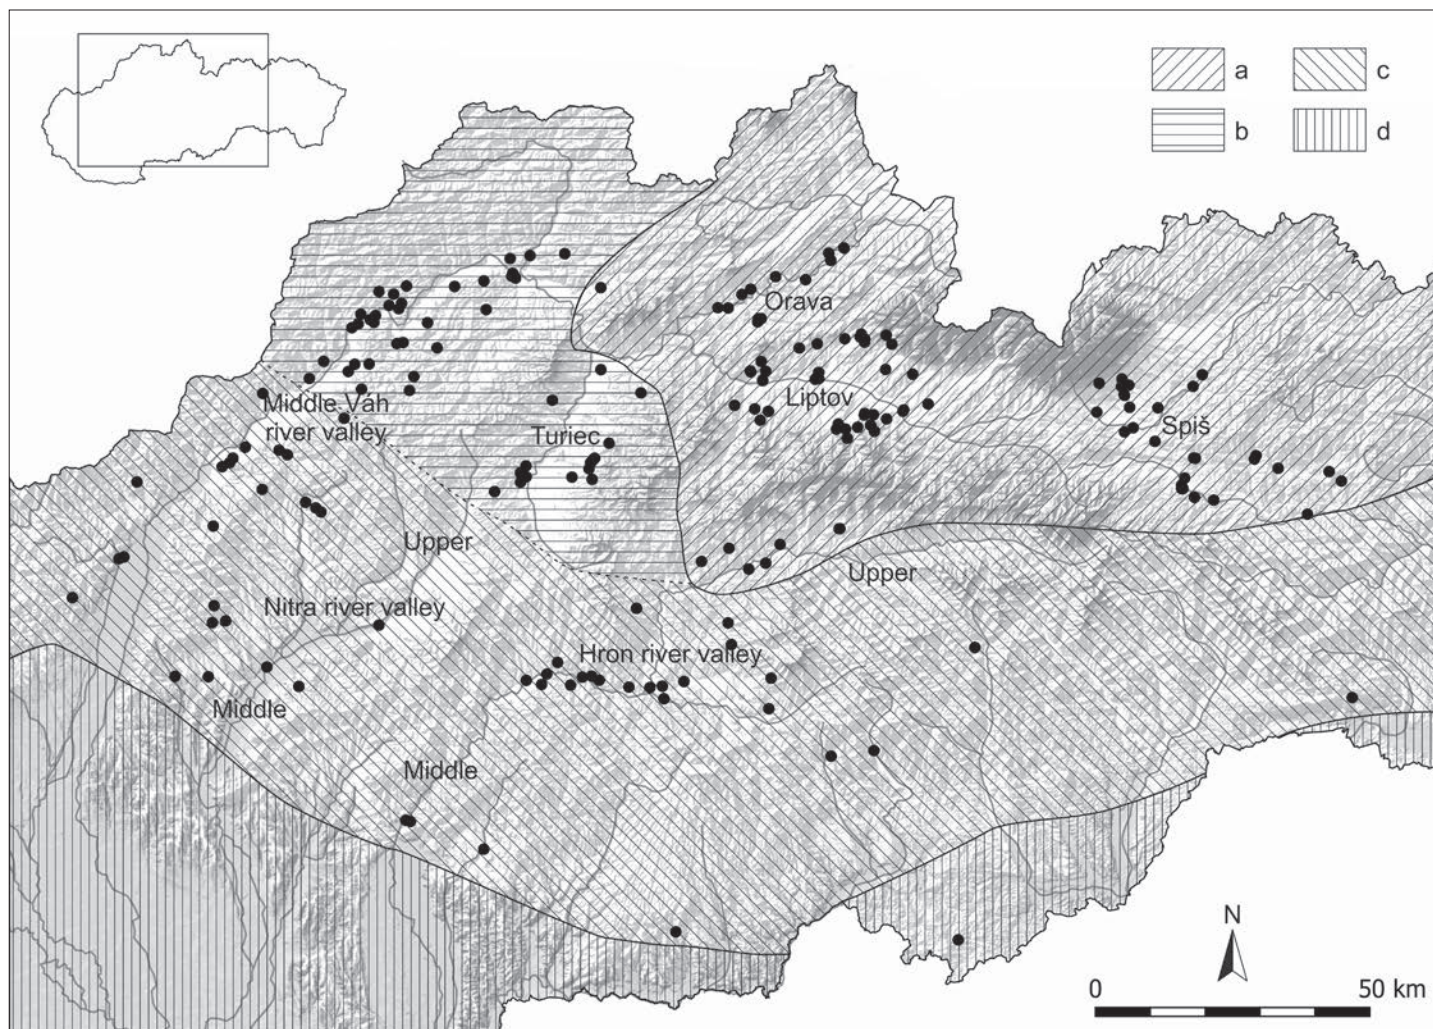 a
c
b
d
Orava
Liptov
Middle Váh
river valley
Turiec
Spiš
Upper
Upper
Nitra river valley
Hron river valley
Middle
Middle
N
0
50 km